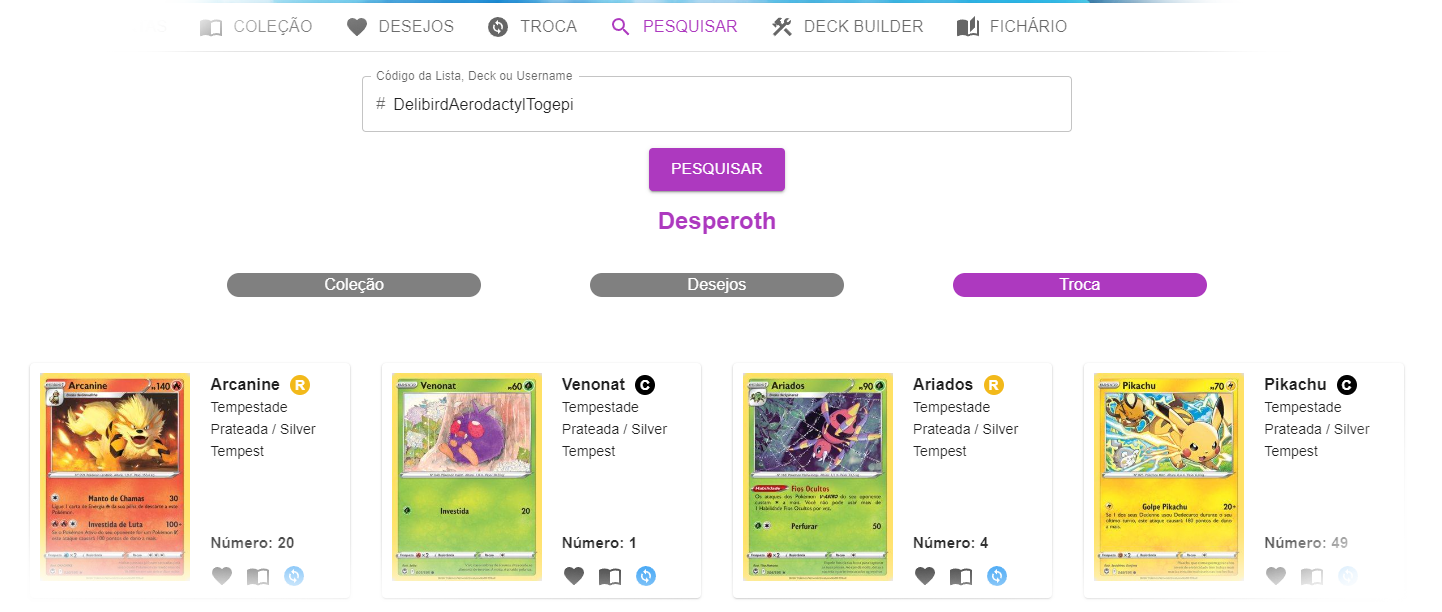 COLEÇÃO DESEJOS TROCA PESQUISAR DECK BUILDER FICHÁRIO
Código da Lista, Deck ou Username
# DelibirdAerodactylTogepi
PESQUISAR
Desperoth
Coleção Desejos Troca
Arcanine 140
Manto de Chamas 30
Investida de Luta 100+
Arcanine R
Tempestade
Prateada / Silver
Tempest
Número: 20
Venonat 60
Investida 20
Venonat C
Tempestade
Prateada / Silver
Tempest
Número: 1
Ariados 90
Habilidade Fios Ocultos
Perfurar 50
Ariados R
Tempestade
Prateada / Silver
Tempest
Número: 4
Pikachu 70
Golpe Pikachu 20+
Pikachu C
Tempestade
Prateada / Silver
Tempest
Número: 49